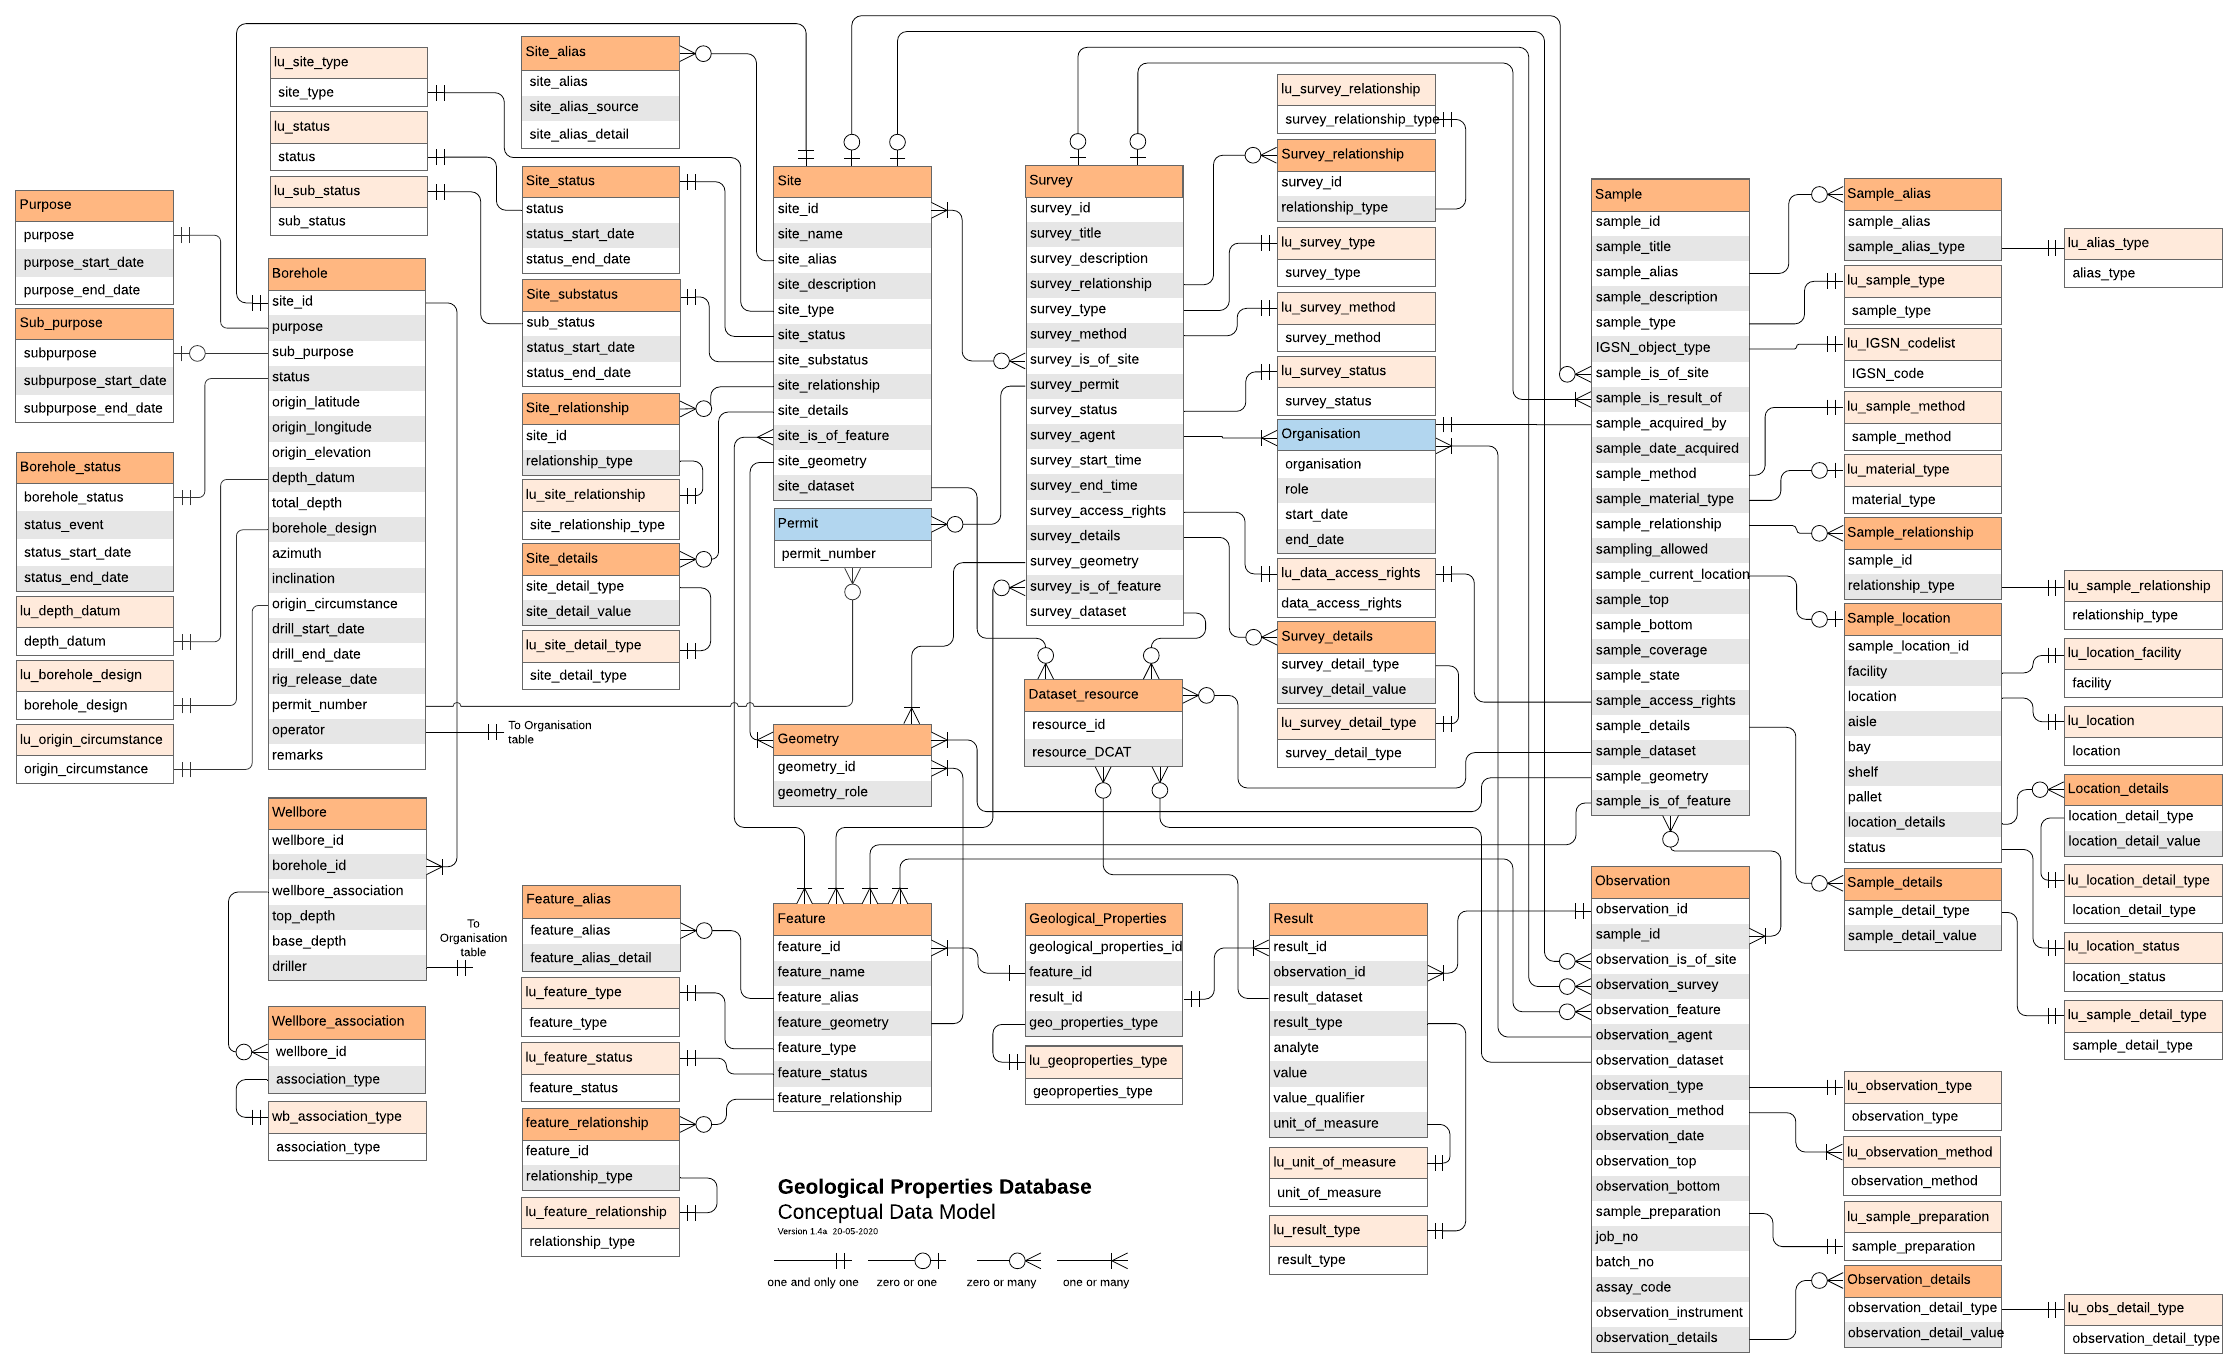 Purpose
purpose
purpose_start_date
purpose_end_date
Sub_purpose
subpurpose
subpurpose_start_date
subpurpose_end_date
Borehole_status
borehole_status
status_event
status_start_date
status_end_date
lu_depth_datum
depth_datum
lu_borehole_design
borehole_design
lu_origin_circumstance
origin_circumstance
lu_site_type
site_type
lu_status
status
lu_sub_status
sub_status
Borehole
site_id
purpose
sub_purpose
status
origin_latitude
origin_longitude
origin_elevation
depth_datum
total_depth
borehole_design
azimuth
inclination
origin_circumstance
drill_start_date
drill_end_date
rig_release_date
permit_number
operator
remarks
To Organisation
table
Wellbore
wellbore_id
borehole_id
wellbore_association
top_depth
base_depth
driller
To
Organisation
table
Wellbore_association
wellbore_id
association_type
wb_association_type
association_type
Site_alias
site_alias
site_alias_source
site_alias_detail
Site_status
status
status_start_date
status_end_date
Site_substatus
sub_status
status_start_date
status_end_date
Site_relationship
site_id
relationship_type
lu_site_relationship
site_relationship_type
Site_details
site_detail_type
site_detail_value
lu_site_detail_type
site_detail_type
Feature_alias
feature_alias
feature_alias_detail
lu_feature_type
feature_type
lu_feature_status
feature_status
feature_relationship
feature_id
relationship_type
lu_feature_relationship
relationship_type
Site
site_id
site_name
site_alias
site_description
site_type
site_status
site_substatus
site_relationship
site_details
site_is_of_feature
site_geometry
site_dataset
Permit
permit_number
Geometry
geometry_id
geometry_role
Feature
feature_id
feature_name
feature_alias
feature_geometry
feature_type
feature_status
feature_relationship
Geological Properties Database
Conceptual Data Model
Version 1.4a 20-05-2020
one and only one
zero or one
zero or many
one or many
Survey
survey_id
survey_title
survey_description
survey_relationship
survey_type
survey_method
survey_is_of_site
survey_permit
survey_status
survey_agent
survey_start_time
survey_end_time
survey_access_rights
survey_details
survey_geometry
survey_is_of_feature
survey_dataset
Dataset_resource
resource_id
resource_DCAT
Geological_Properties
geological_properties_id
feature_id
result_id
geo_properties_type
lu_geoproperties_type
geoproperties_type
lu_survey_relationship
survey_relationship_type
Survey_relationship
survey_id
relationship_type
lu_survey_type
survey_type
lu_survey_method
survey_method
lu_survey_status
survey_status
Organisation
organisation
role
start_date
end_date
lu_data_access_rights
data_access_rights
Survey_details
survey_detail_type
survey_detail_value
lu_survey_detail_type
survey_detail_type
Result
result_id
observation_id
result_dataset
result_type
analyte
value
value_qualifier
unit_of_measure
lu_unit_of_measure
unit_of_measure
lu_result_type
result_type
Sample
sample_id
sample_title
sample_alias
sample_description
sample_type
IGSN_object_type
sample_is_of_site
sample_is_result_of
sample_acquired_by
sample_date_acquired
sample_method
sample_material_type
sample_relationship
sampling_allowed
sample_current_location
sample_top
sample_bottom
sample_coverage
sample_state
sample_access_rights
sample_details
sample_dataset
sample_geometry
sample_is_of_feature
Observation
observation_id
sample_id
observation_is_of_site
observation_survey
observation_feature
observation_agent
observation_dataset
observation_type
observation_method
observation_date
observation_top
observation_bottom
sample_preparation
job_no
batch_no
assay_code
observation_instrument
observation_details
Sample_alias
sample_alias
sample_alias_type
lu_sample_type
sample_type
lu_IGSN_codelist
IGSN_code
lu_sample_method
sample_method
lu_material_type
material_type
Sample_relationship
sample_id
relationship_type
Sample_location
sample_location_id
facility
location
aisle
bay
shelf
pallet
location_details
status
Sample_details
sample_detail_type
sample_detail_value
lu_observation_type
observation_type
lu_observation_method
observation_method
lu_sample_preparation
sample_preparation
Observation_details
observation_detail_type
observation_detail_value
lu_alias_type
alias_type
lu_sample_relationship
relationship_type
lu_location_facility
facility
lu_location
location
Location_details
location_detail_type
location_detail_value
lu_location_detail_type
location_detail_type
lu_location_status
location_status
lu_sample_detail_type
sample_detail_type
lu_obs_detail_type
observation_detail_type